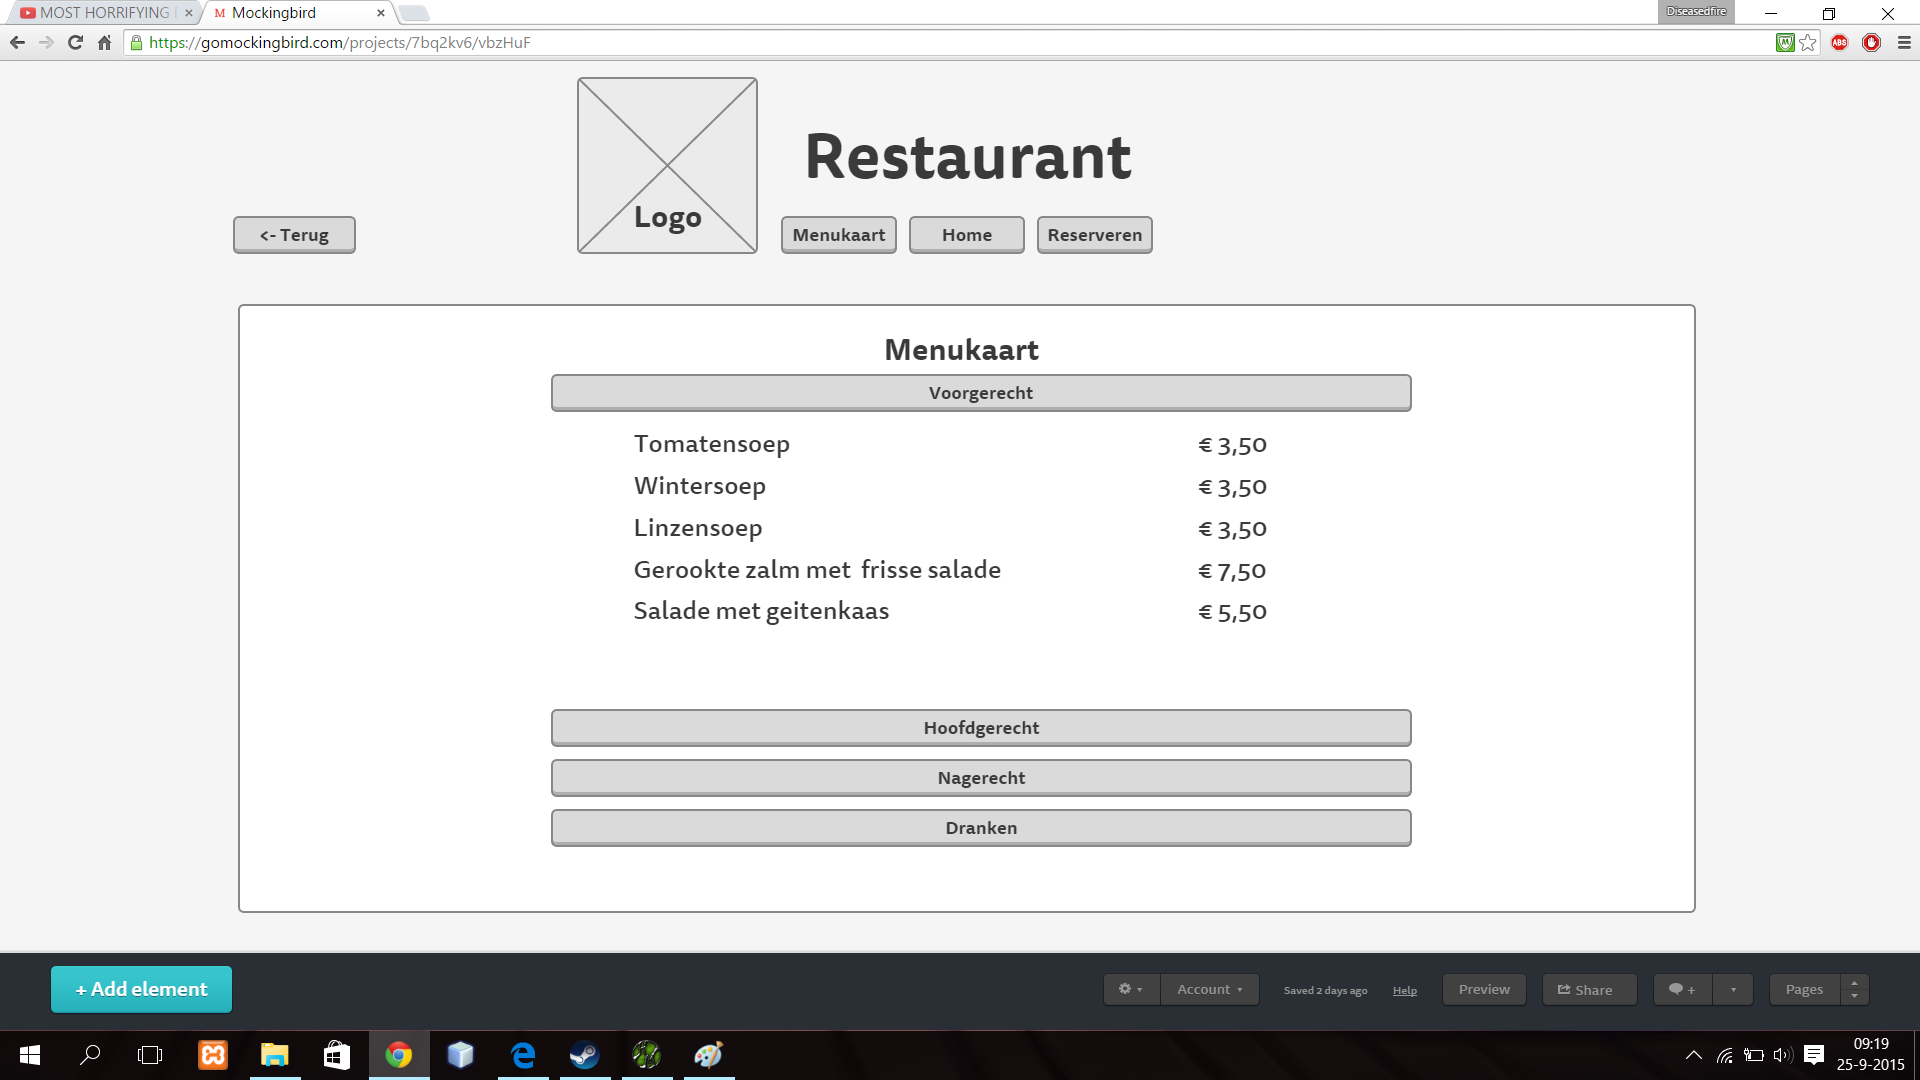 MOST HORRIFYING
Mockingbird
Diseasedfire
https://gomockingbird.com/projects/7bq2kv6/vbzHuF
ABS
Restaurant
Logo
<- Terug
Menukaart
Home
Reserveren
Menukaart
Voorgerecht
Tomatensoep € 3,50
Wintersoep € 3,50
Linzensoep € 3,50
Gerookte zalm met  frisse salade € 7,50
Salade met geitenkaas € 5,50
Hoofdgerecht
Nagerecht
Dranken
+ Add element
Account
Saved 2 days ago
Help
Preview
Share
+
Pages
09:19
25-9-2015